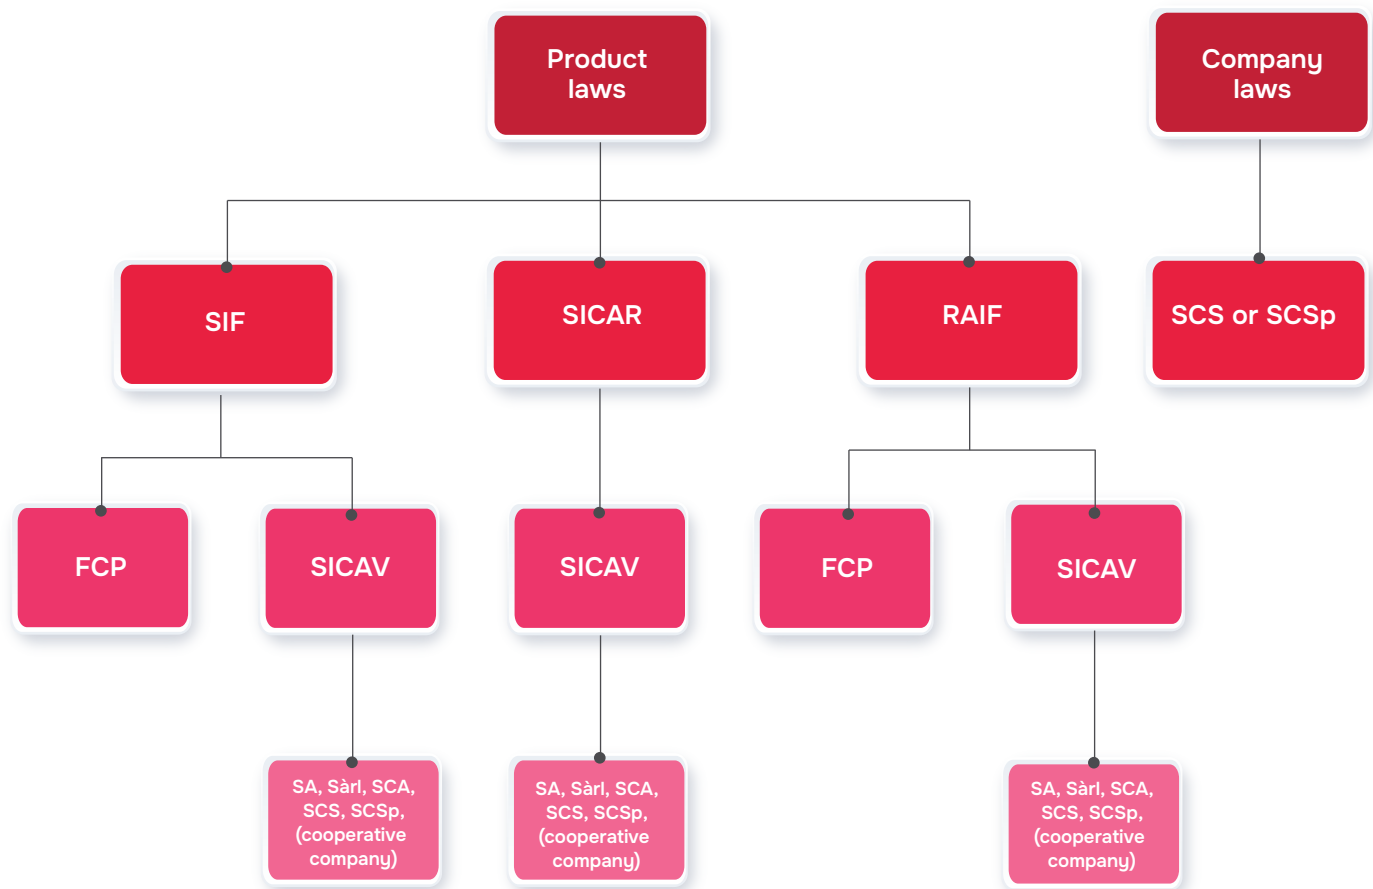 Product
laws
Company
laws
SIF
SICAR
RAIF
SCS or SCSp
FCP
SICAV
SICAV
FCP
SICAV
SA, Sàrl, SCA,
SCS, SCSp,
(cooperative
company)
SA, Sàrl, SCA,
SCS, SCSp,
(cooperative
company)
SA, Sàrl, SCA,
SCS, SCSp,
(cooperative
company)